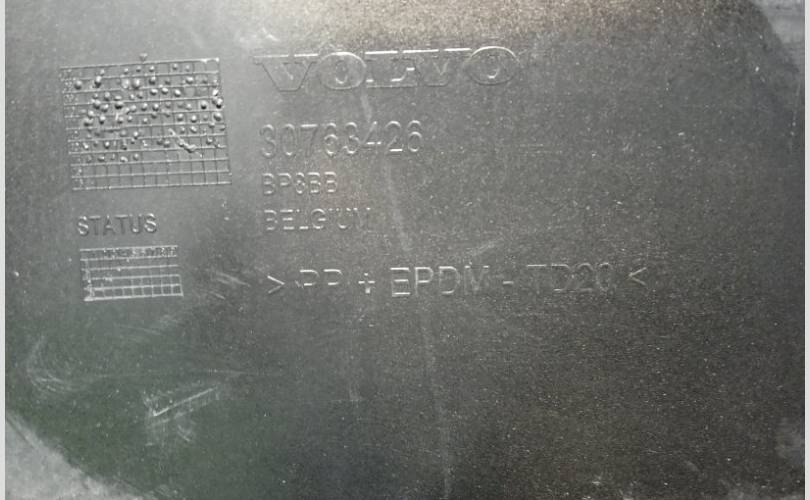 VOLVO
30763426
BP8BB
BELGIUM
STATUS
> PP + EPDM - TD20 <